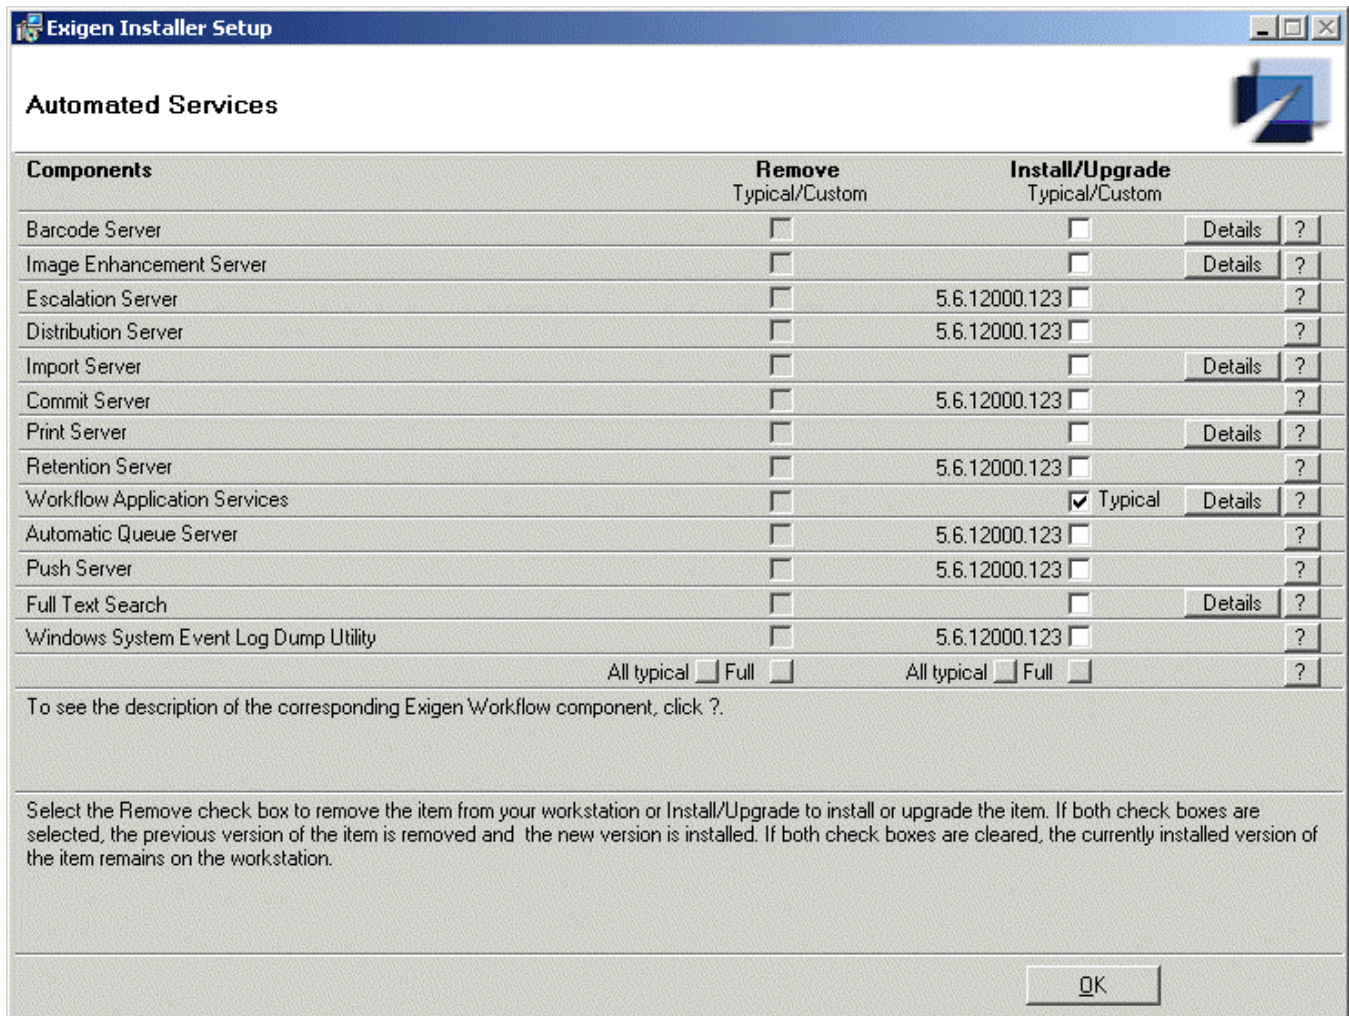 Exigen Installer Setup
Automated Services
Components Remove Install/Upgrade
Typical/Custom Typical/Custom
Barcode Server Details ?
Image Enhancement Server Details ?
Escalation Server 5.6.12000.123 ?
Distribution Server 5.6.12000.123 ?
Import Server Details ?
Commit Server 5.6.12000.123 ?
Print Server Details ?
Retention Server 5.6.12000.123 ?
Workflow Application Services Typical Details ?
Automatic Queue Server 5.6.12000.123 ?
Push Server 5.6.12000.123 ?
Full Text Search Details ?
Windows System Event Log Dump Utility 5.6.12000.123 ?
All typical Full All typical Full ?
To see the description of the corresponding Exigen Workflow component, click ?.
Select the Remove check box to remove the item from your workstation or Install/Upgrade to install or upgrade the item. If both check boxes are
selected, the previous version of the item is removed and the new version is installed. If both check boxes are cleared, the currently installed version of
the item remains on the workstation.
OK